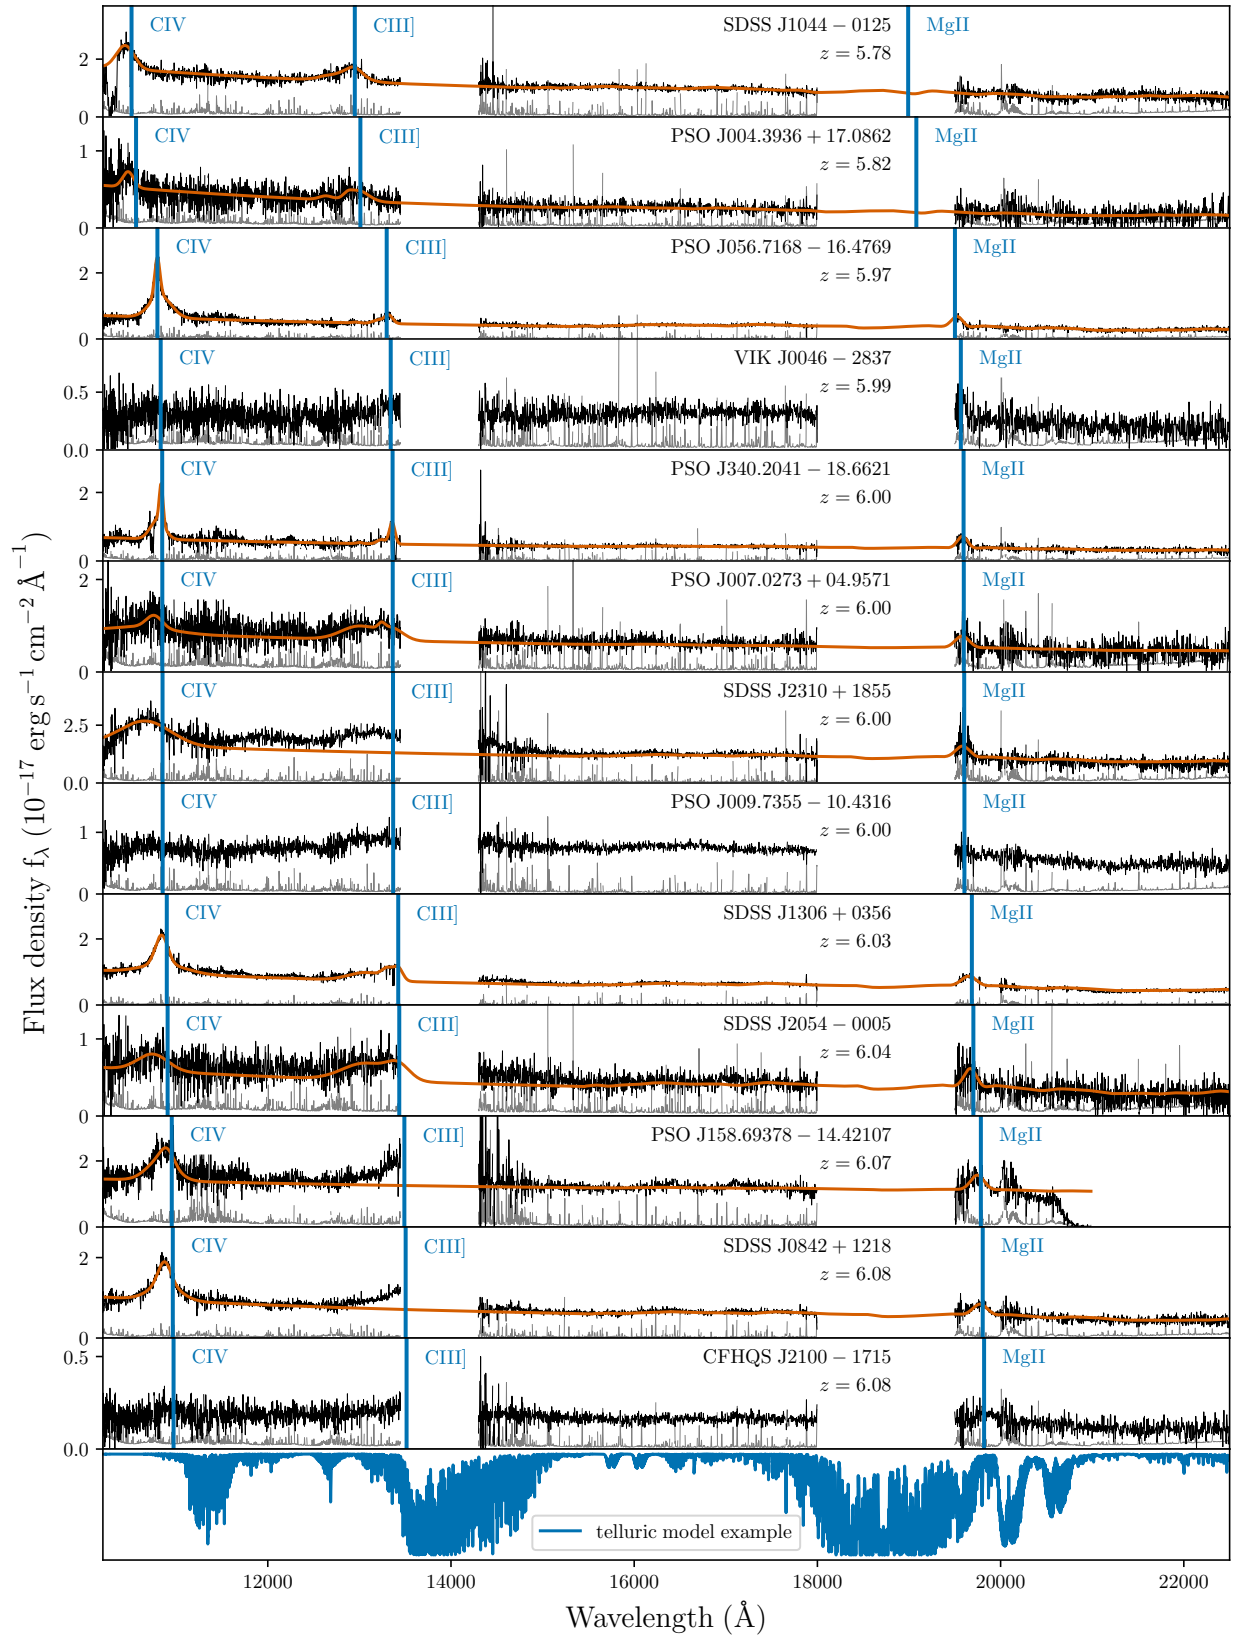 CIV CIII] SDSS J1044 − 0125 MgII
z = 5.78
2
0
CIV CIII] PSO J004.3936 + 17.0862 MgII
z = 5.82
1
0
CIV CIII] PSO J056.7168 − 16.4769 MgII
z = 5.97
2
0
CIV CIII] VIK J0046 − 2837 MgII
z = 5.99
0.5
0.0
CIV CIII] PSO J340.2041 − 18.6621 MgII
z = 6.00
2
0
CIV CIII] PSO J007.0273 + 04.9571 MgII
z = 6.00
2
0
CIV CIII] SDSS J2310 + 1855 MgII
z = 6.00
2.5
0.0
CIV CIII] PSO J009.7355 − 10.4316 MgII
z = 6.00
1
0
CIV CIII] SDSS J1306 + 0356 MgII
z = 6.03
2
0
CIV CIII] SDSS J2054 − 0005 MgII
z = 6.04
1
0
CIV CIII] PSO J158.69378 − 14.42107 MgII
z = 6.07
2
0
CIV CIII] SDSS J0842 + 1218 MgII
z = 6.08
2
0
CIV CIII] CFHQS J2100 − 1715 MgII
z = 6.08
0.5
0.0
telluric model example
12000 14000 16000 18000 20000 22000
Wavelength (Å)
Flux density f_λ (10⁻¹⁷ erg s⁻¹ cm⁻² Å⁻¹)